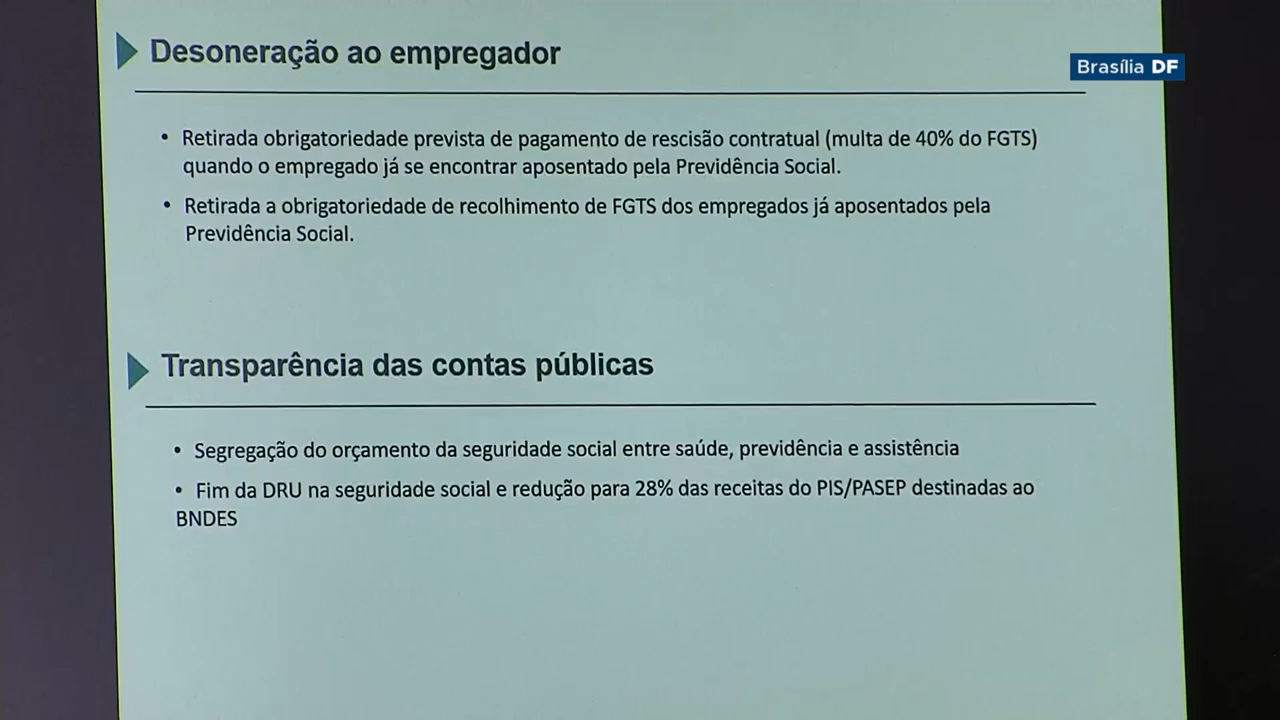 Desoneração ao empregador
Brasília DF
• Retirada obrigatoriedade prevista de pagamento de rescisão contratual (multa de 40% do FGTS)
quando o empregado já se encontrar aposentado pela Previdência Social.
• Retirada a obrigatoriedade de recolhimento de FGTS dos empregados já aposentados pela
Previdência Social.
Transparência das contas públicas
• Segregação do orçamento da seguridade social entre saúde, previdência e assistência
• Fim da DRU na seguridade social e redução para 28% das receitas do PIS/PASEP destinadas ao
BNDES